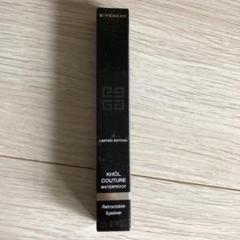 GIVENCHY
LIMITED EDITION
KHÔL
COUTURE
WATERPROOF
Retractable
Eyeliner